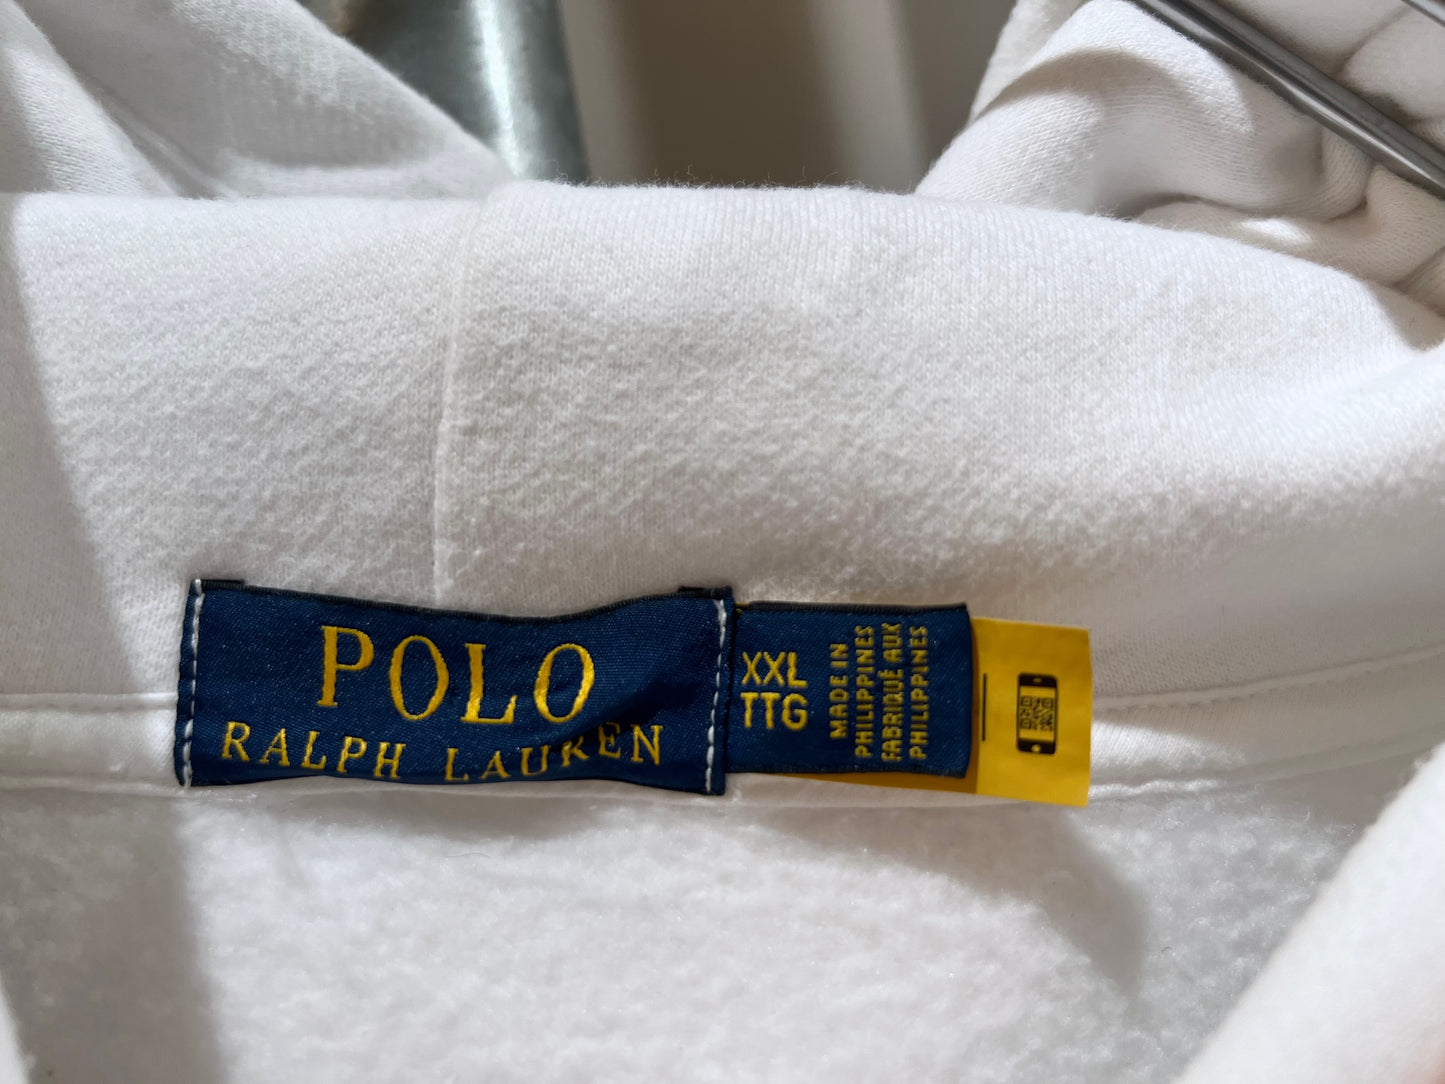 POLO
RALPH LAUREN
XXL
TTG
MADE IN
PHILIPPINES
FABRIQUÉ AUX
PHILIPPINES